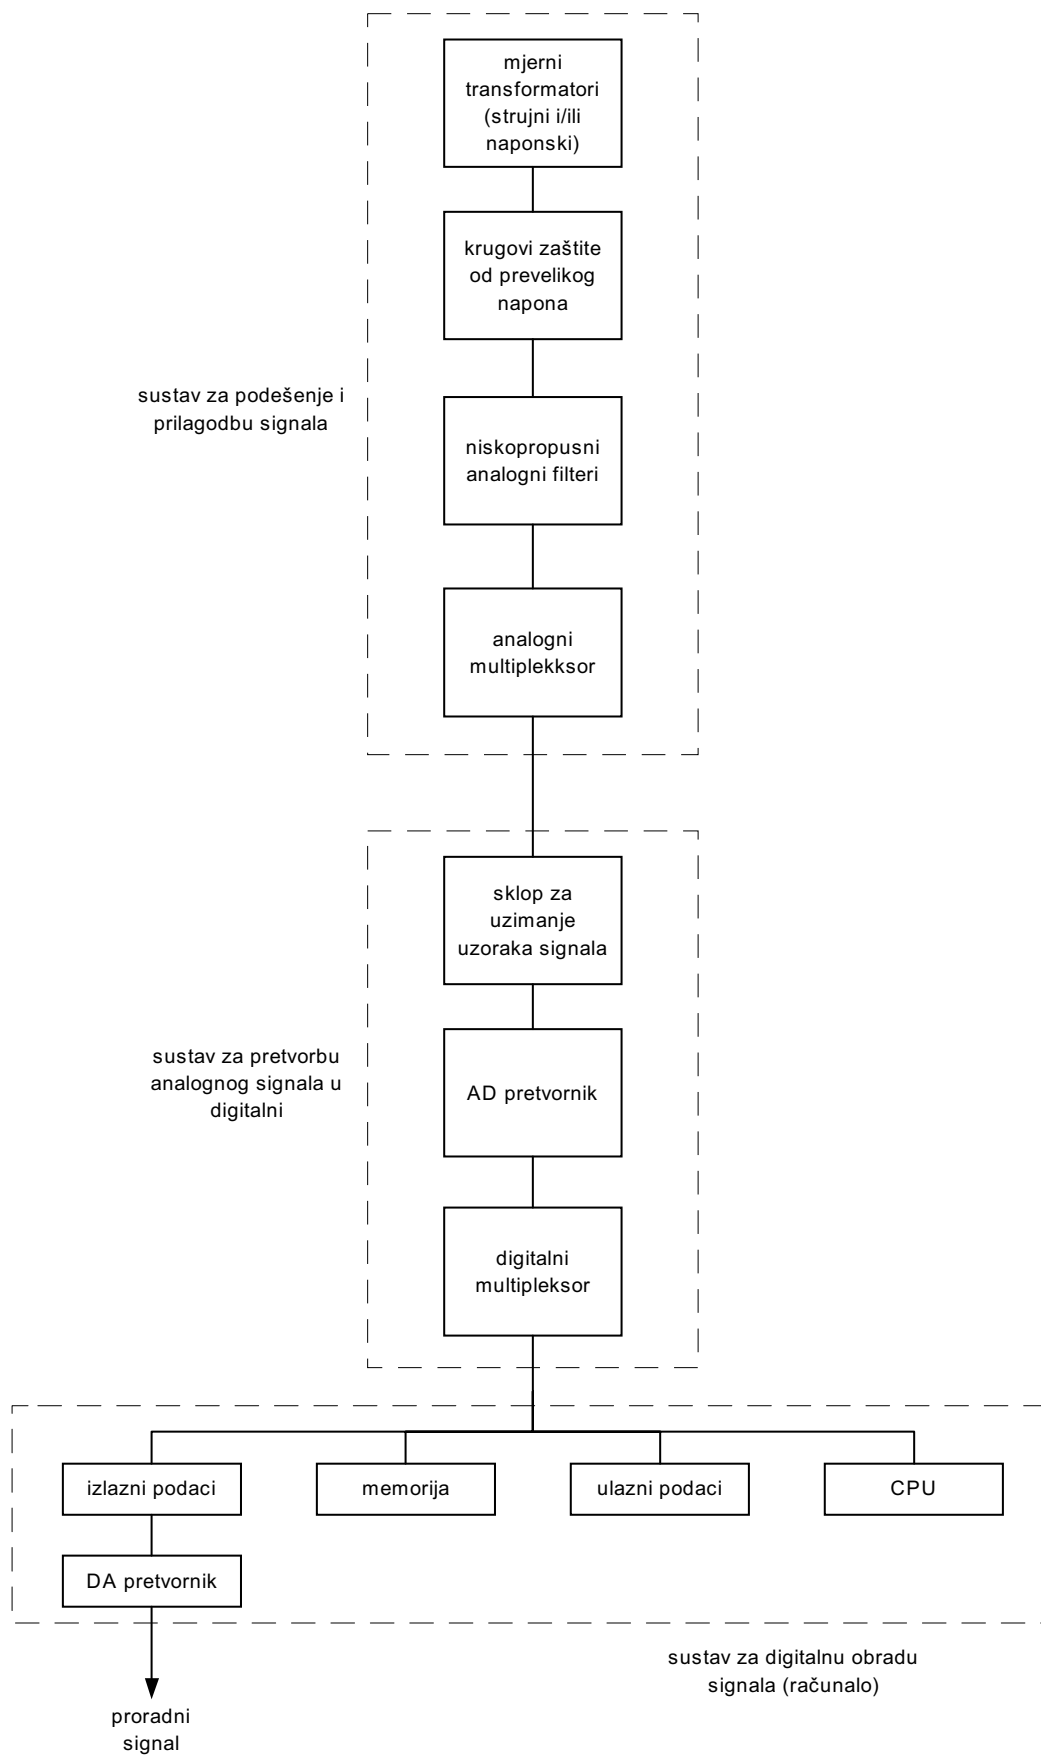 mjerni
transformatori
(strujni i/ili
naponski)
krugovi zaštite
od prevelikog
napona
sustav za podešenje i
prilagodbu signala
niskopropusni
analogni filteri
analogni
multiplekksor
sklop za
uzimanje
uzoraka signala
sustav za pretvorbu
analognog signala u
digitalni
AD pretvornik
digitalni
multipleksor
izlazni podaci
memorija
ulazni podaci
CPU
DA pretvornik
sustav za digitalnu obradu
signala (računalo)
proradni
signal